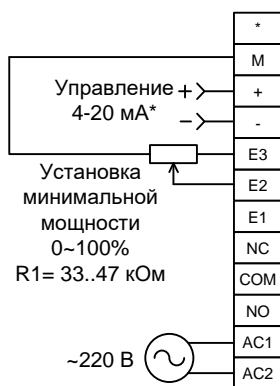 *
M
Управление +
+
4-20 мА*
–
-
E3
Установка
минимальной
мощности
0~100%
R1= 33..47 кОм
E2
E1
NC
COM
NO
~220 В
AC1
AC2